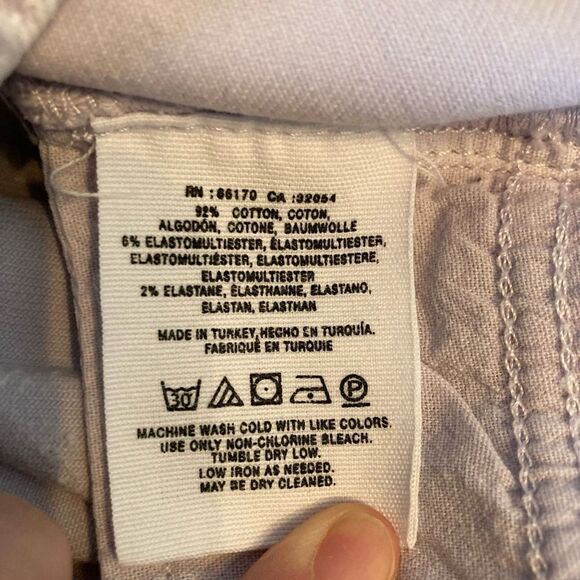 RN : 66170 CA :32054
92% COTTON, COTON,
ALGODÓN, COTONE, BAUMWOLLE
6% ELASTOMULTIESTER, ÉLASTOMULTIESTER,
ELASTOMULTIÉSTER, ELASTOMULTIESTERE,
ELASTOMULTIESTER
2% ELASTANE, ÉLASTHANNE, ELASTANO,
ELASTAN, ELASTHAN
MADE IN TURKEY,HECHO EN TURQUÍA.
FABRIQUÉ EN TURQUIE
30 P
MACHINE WASH COLD WITH LIKE COLORS.
USE ONLY NON-CHLORINE BLEACH.
TUMBLE DRY LOW.
LOW IRON AS NEEDED.
MAY BE DRY CLEANED.